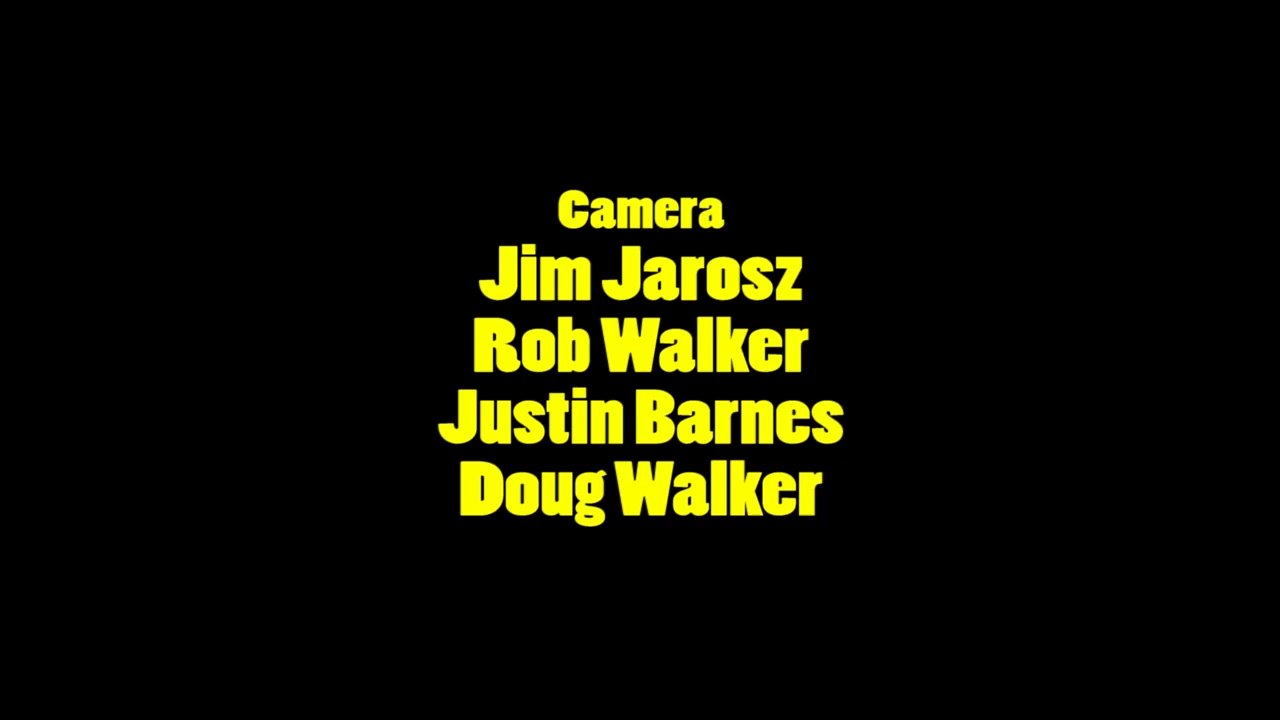 Camera
Jim Jarosz
Rob Walker
Justin Barnes
Doug Walker